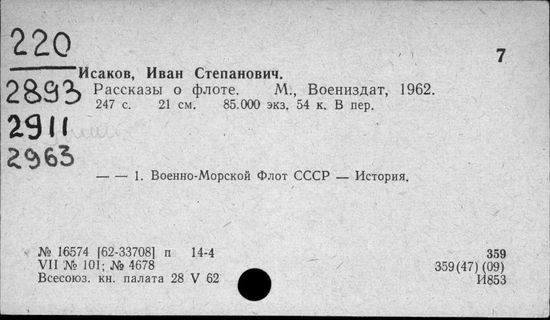 220
7
Исаков, Иван Степанович.
2893
Рассказы о флоте. М., Воениздат, 1962.
247 с. 21 см. 85.000 экз. 54 к. В пер.
2911
2963
— — 1. Военно-Морской Флот СССР — История.
№ 16574 [62-33708] п 14-4
359
VII № 101; № 4678
359(47) (09)
Всесоюз. кн. палата 28 V 62
И853